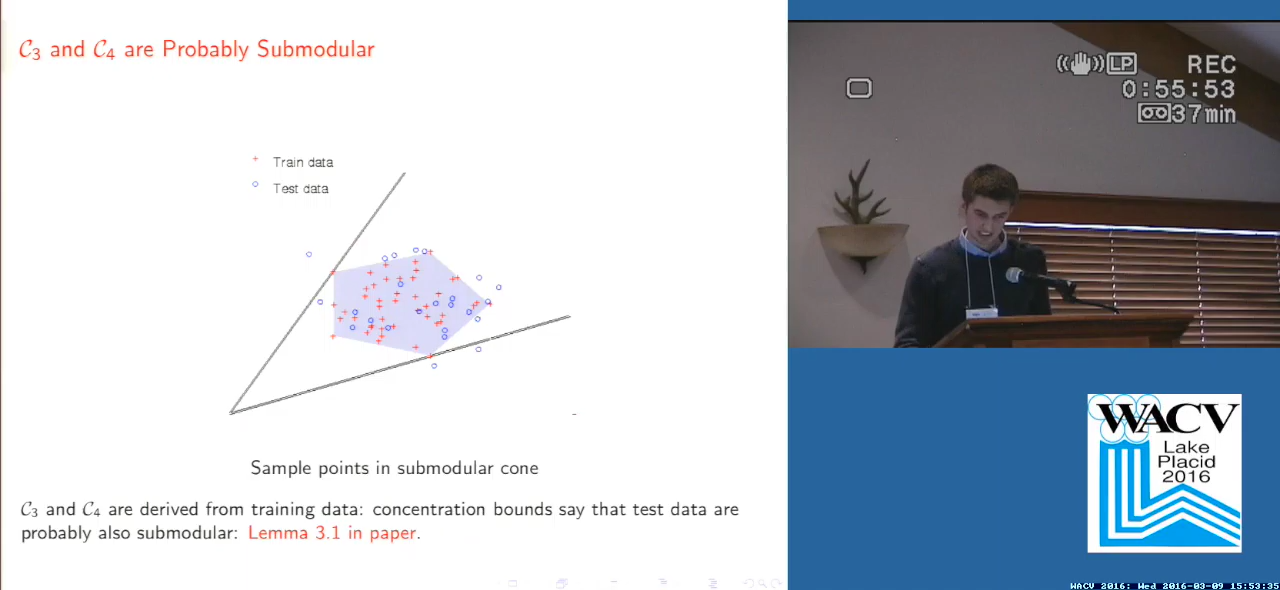 C3 and C4 are Probably Submodular
Train data
Test data
Sample points in submodular cone
C3 and C4 are derived from training data: concentration bounds say that test data are
probably also submodular: Lemma 3.1 in paper.
LP REC
0:55:53
37min
WACV
Lake
Placid
2016
WACV 2016: Wed 2016-03-09 15:53:35